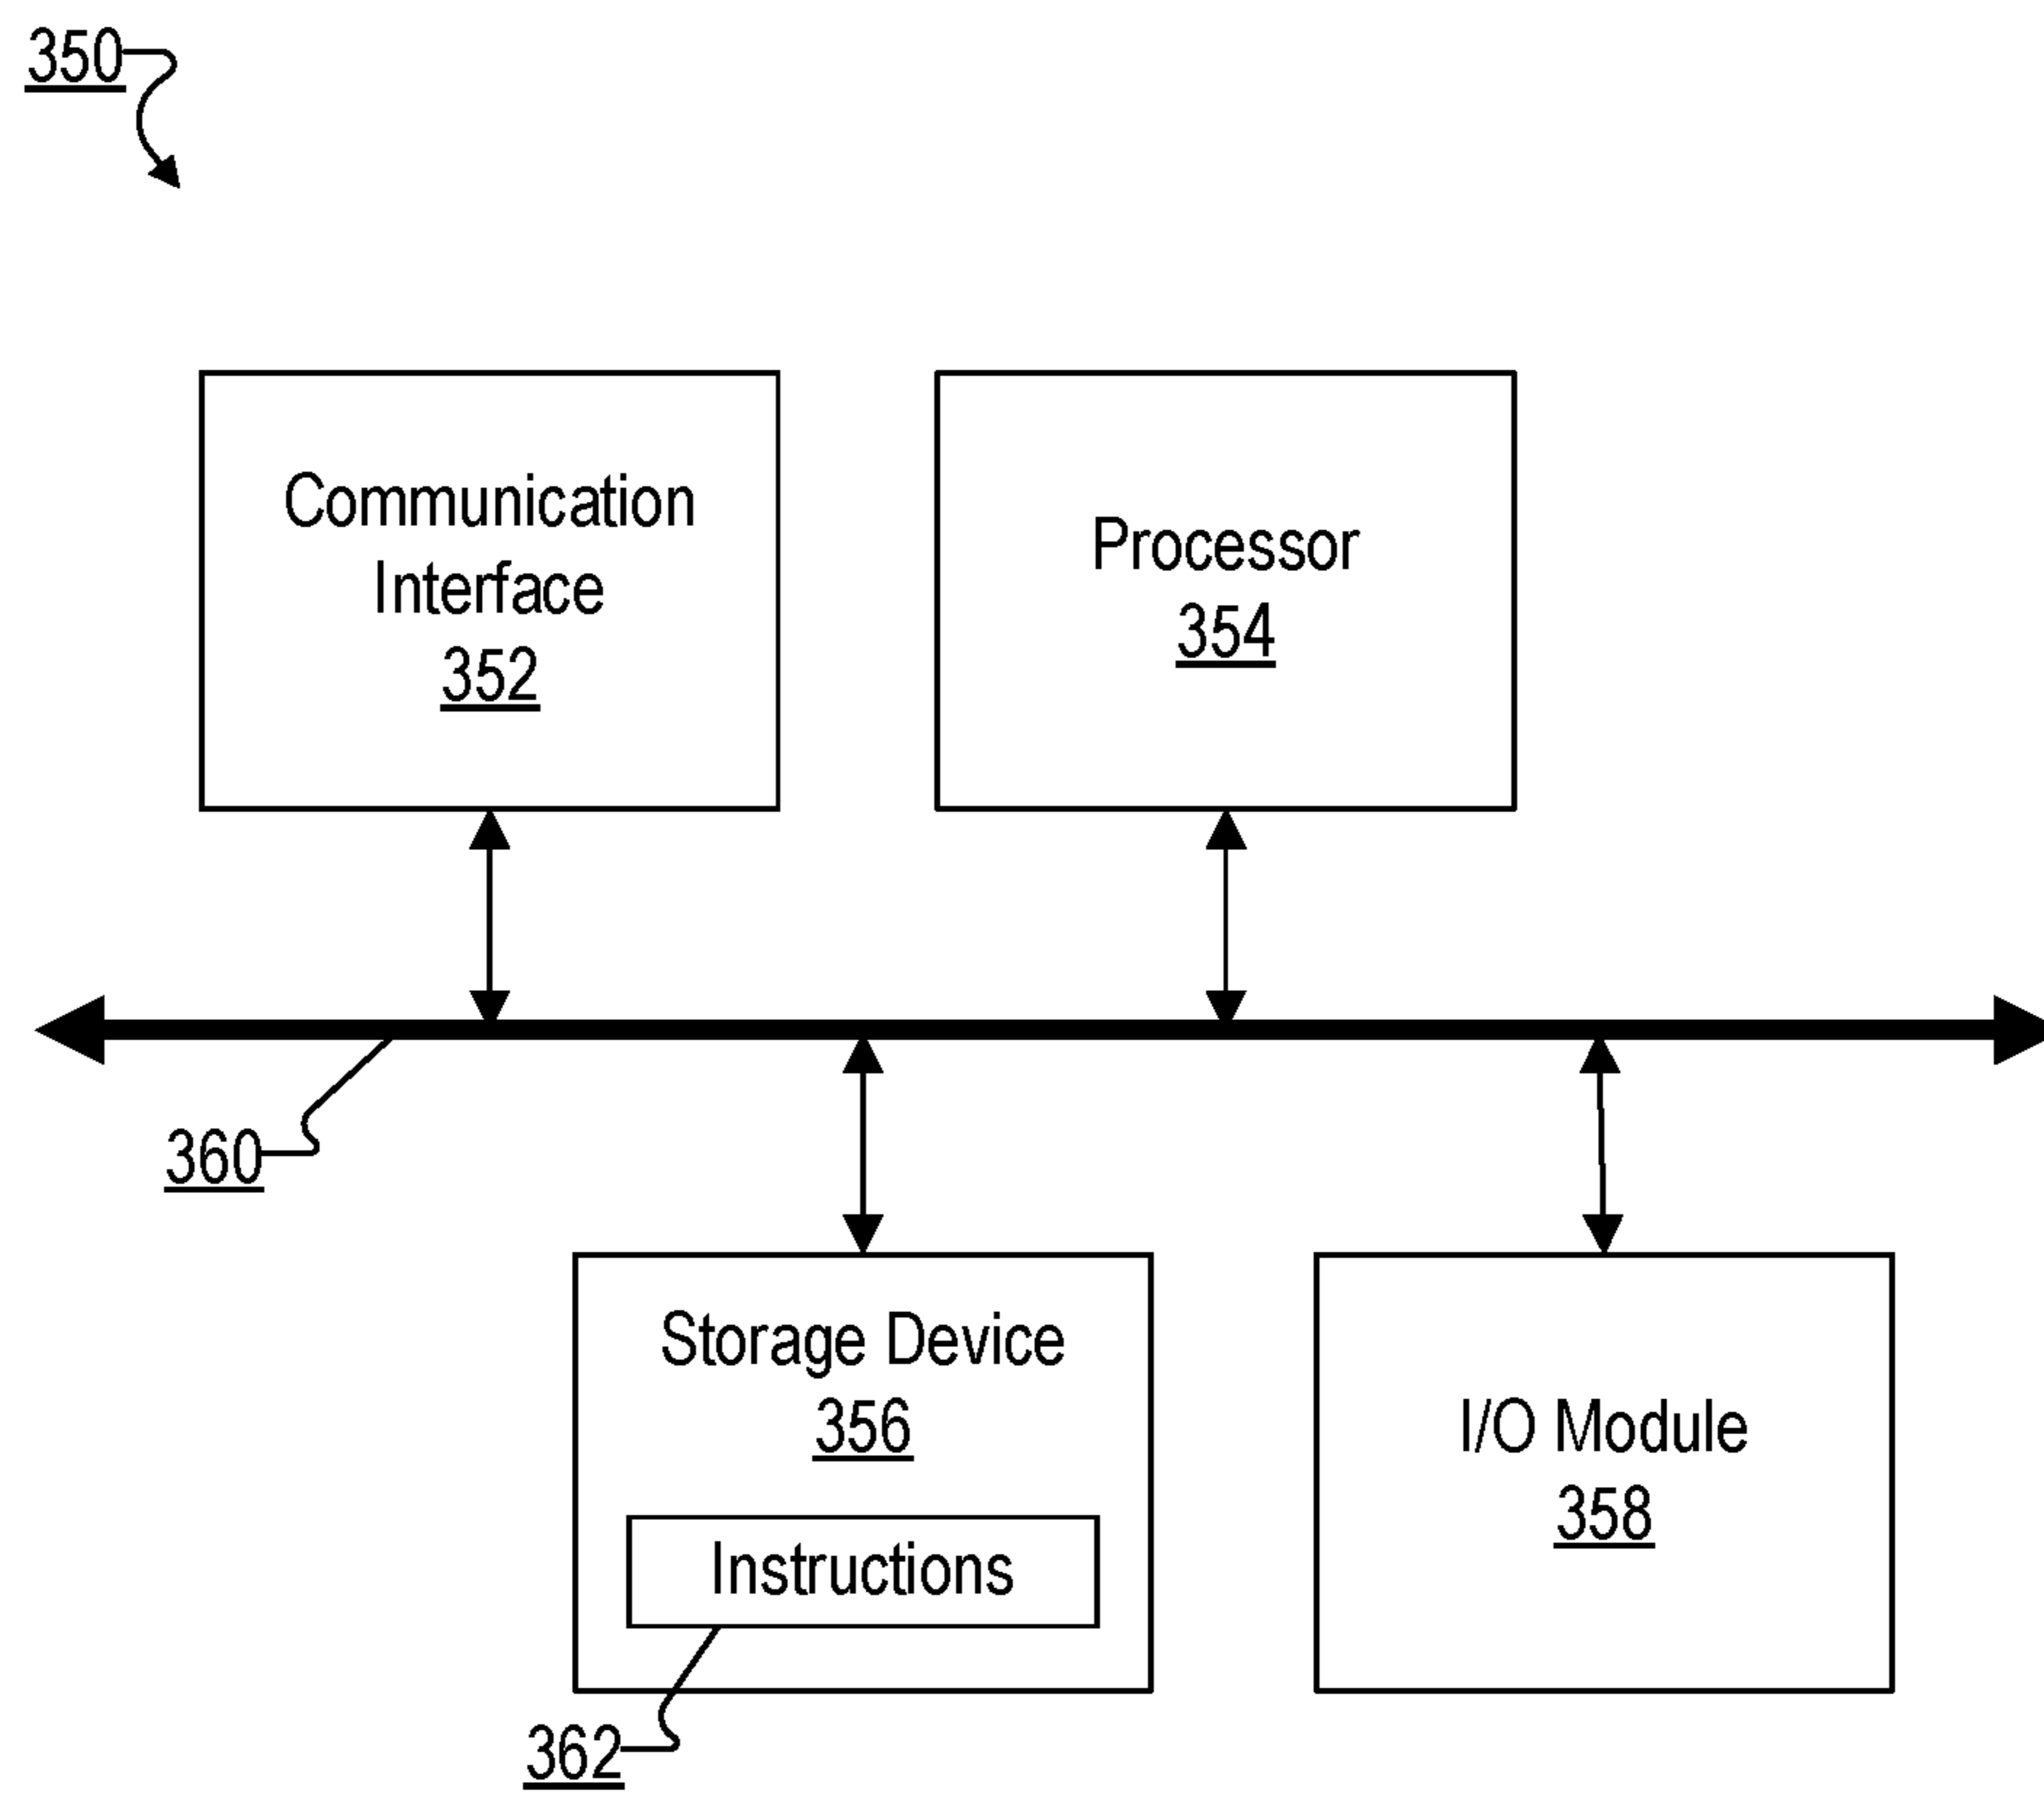 350
Communication
Interface
352
Processor
354
360
Storage Device
356
Instructions
362
I/O Module
358